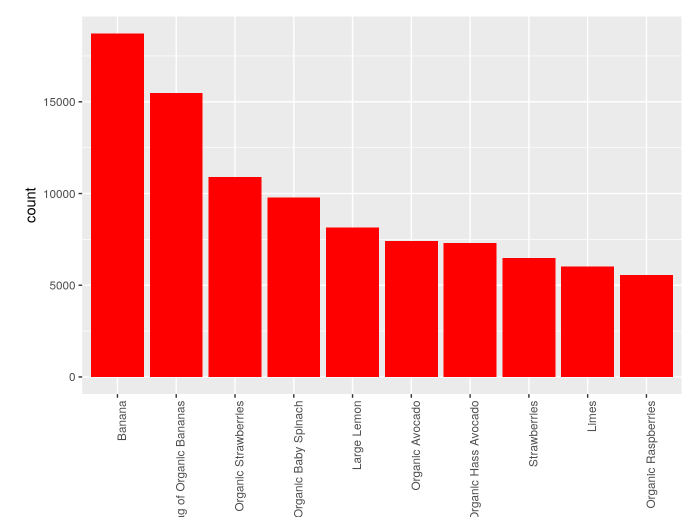 count
15000
10000
5000
0
Banana
ng of Organic Bananas
Organic Strawberries
Organic Baby Spinach
Large Lemon
Organic Avocado
Organic Hass Avocado
Strawberries
Limes
Organic Raspberries